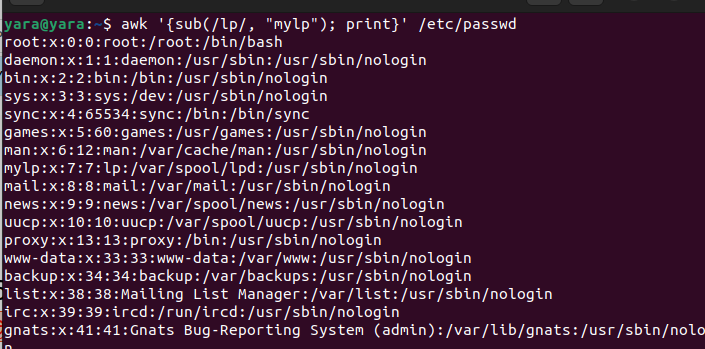 yara@yara:~$ awk '{sub(/lp/, "mylp"); print}' /etc/passwd
root:x:0:0:root:/root:/bin/bash
daemon:x:1:1:daemon:/usr/sbin:/usr/sbin/nologin
bin:x:2:2:bin:/bin:/usr/sbin/nologin
sys:x:3:3:sys:/dev:/usr/sbin/nologin
sync:x:4:65534:sync:/bin:/bin/sync
games:x:5:60:games:/usr/games:/usr/sbin/nologin
man:x:6:12:man:/var/cache/man:/usr/sbin/nologin
mylp:x:7:7:lp:/var/spool/lpd:/usr/sbin/nologin
mail:x:8:8:mail:/var/mail:/usr/sbin/nologin
news:x:9:9:news:/var/spool/news:/usr/sbin/nologin
uucp:x:10:10:uucp:/var/spool/uucp:/usr/sbin/nologin
proxy:x:13:13:proxy:/bin:/usr/sbin/nologin
www-data:x:33:33:www-data:/var/www:/usr/sbin/nologin
backup:x:34:34:backup:/var/backups:/usr/sbin/nologin
list:x:38:38:Mailing List Manager:/var/list:/usr/sbin/nologin
irc:x:39:39:ircd:/run/ircd:/usr/sbin/nologin
gnats:x:41:41:Gnats Bug-Reporting System (admin):/var/lib/gnats:/usr/sbin/nolo